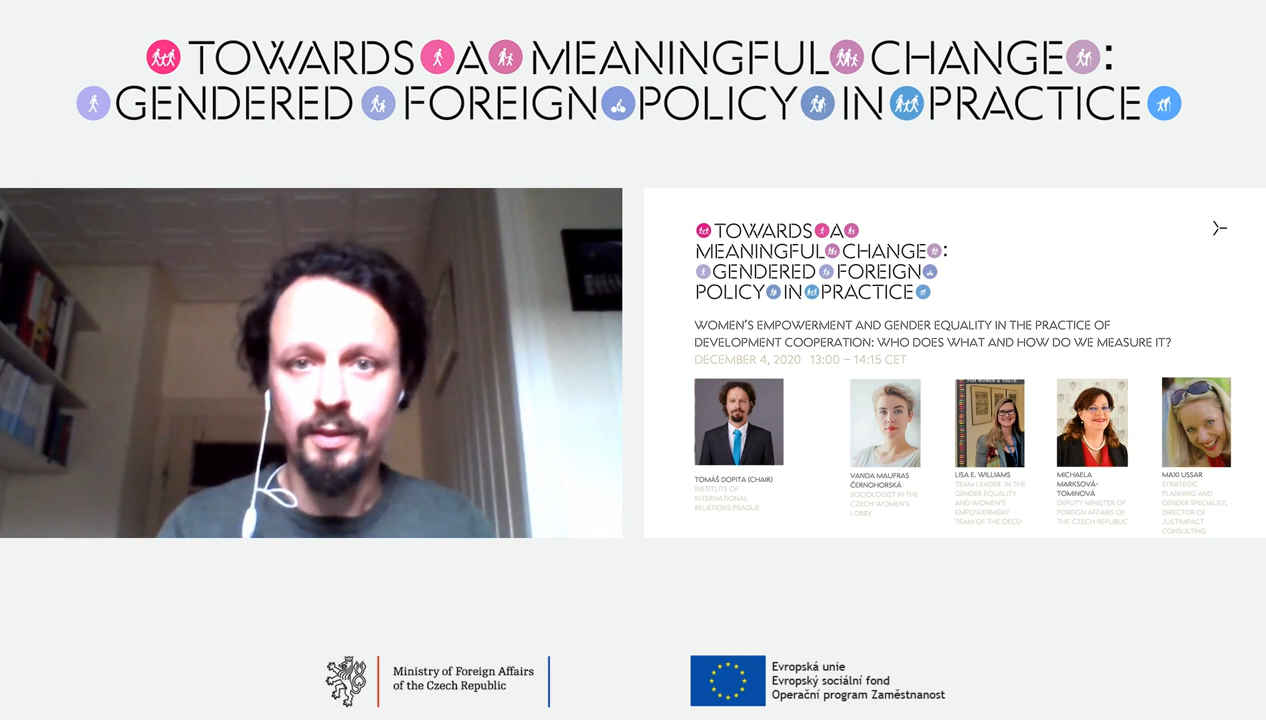 TOWARDS A MEANINGFUL CHANGE:
GENDERED FOREIGN POLICY IN PRACTICE
TOWARDS A
MEANINGFUL CHANGE:
GENDERED FOREIGN
POLICY IN PRACTICE
WOMEN'S EMPOWERMENT AND GENDER EQUALITY IN THE PRACTICE OF
DEVELOPMENT COOPERATION: WHO DOES WHAT AND HOW DO WE MEASURE IT?
DECEMBER 4, 2020 13:00 – 14:15 CET
FOR WOMEN & YOUTH
TOMÁŠ DOPITA (CHAIR)
INSTITUTE OF
INTERNATIONAL
RELATIONS PRAGUE
VANDA MAUFRAS
ČERNOHORSKÁ
SOCIOLOGIST IN THE
CZECH WOMEN'S
LOBBY
LISA E. WILLIAMS
TEAM LEADER IN THE
GENDER EQUALITY
AND WOMEN'S
EMPOWERMENT
TEAM OF THE OECD
MICHAELA
MARKSOVÁ-
TOMINOVÁ
DEPUTY MINISTER OF
FOREIGN AFFAIRS OF
THE CZECH REPUBLIC
MAXI USSAR
STRATEGIC
PLANNING AND
GENDER SPECIALIST,
DIRECTOR OF
JUSTIMPACT
CONSULTING
Ministry of Foreign Affairs
of the Czech Republic
Evropská unie
Evropský sociální fond
Operační program Zaměstnanost